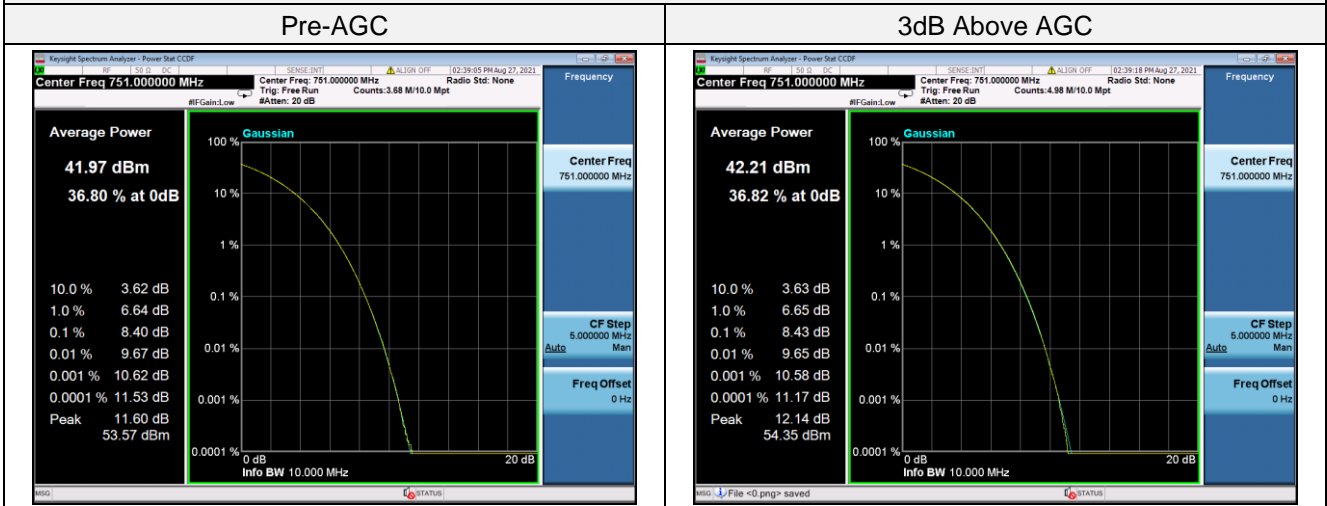 Pre-AGC
3dB Above AGC
Keysight Spectrum Analyzer - Power Stat CCDF
RF 50 Ω DC SENSE:INT ALIGN OFF 02:39:05 PM Aug 27, 2021
Center Freq 751.000000 MHz
Center Freq: 751.000000 MHz Radio Std: None
Trig: Free Run Counts:3.68 M/10.0 Mpt
#IFGain:Low #Atten: 20 dB
Frequency
Average Power
41.97 dBm
36.80 % at 0dB
10.0 % 3.62 dB
1.0 % 6.64 dB
0.1 % 8.40 dB
0.01 % 9.67 dB
0.001 % 10.62 dB
0.0001 % 11.53 dB
Peak 11.60 dB
53.57 dBm
Gaussian
100 %
10 %
1 %
0.1 %
0.01 %
0.001 %
0.0001 %
0 dB 20 dB
Info BW 10.000 MHz
Center Freq
751.000000 MHz
CF Step
5.000000 MHz
Auto Man
Freq Offset
0 Hz
MSG STATUS
Keysight Spectrum Analyzer - Power Stat CCDF
RF 50 Ω DC SENSE:INT ALIGN OFF 02:39:18 PM Aug 27, 2021
Center Freq 751.000000 MHz
Center Freq: 751.000000 MHz Radio Std: None
Trig: Free Run Counts:4.98 M/10.0 Mpt
#IFGain:Low #Atten: 20 dB
Frequency
Average Power
42.21 dBm
36.82 % at 0dB
10.0 % 3.63 dB
1.0 % 6.65 dB
0.1 % 8.43 dB
0.01 % 9.65 dB
0.001 % 10.58 dB
0.0001 % 11.17 dB
Peak 12.14 dB
54.35 dBm
Gaussian
100 %
10 %
1 %
0.1 %
0.01 %
0.001 %
0.0001 %
0 dB 20 dB
Info BW 10.000 MHz
Center Freq
751.000000 MHz
CF Step
5.000000 MHz
Auto Man
Freq Offset
0 Hz
MSG File <0.png> saved STATUS